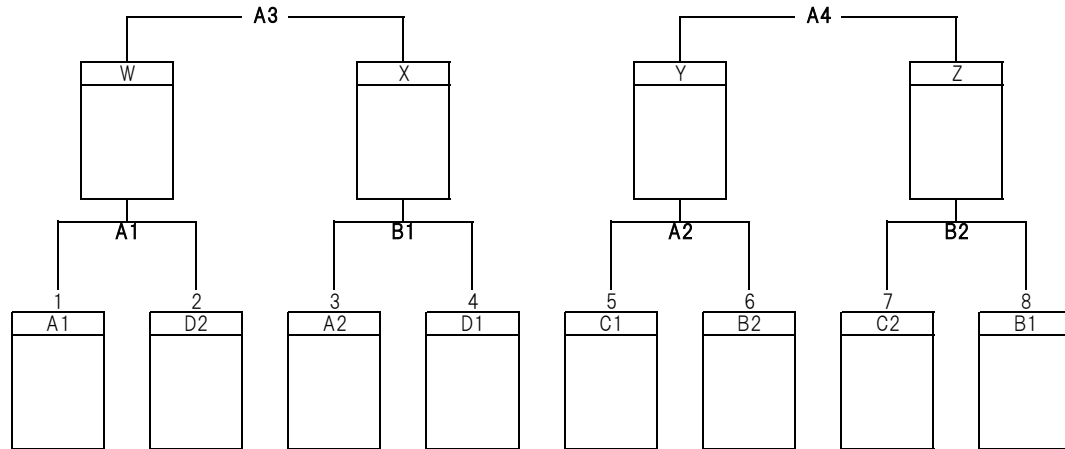 A3 A4
W X Y Z
A1 B1 A2 B2
1 2 3 4 5 6 7 8
A1 D2 A2 D1 C1 B2 C2 B1